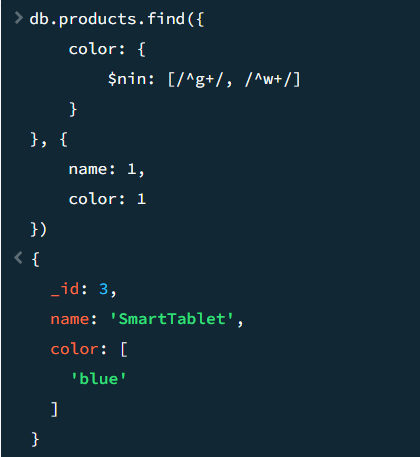 > db.products.find({
      color: {
          $nin: [/^g+/, /^w+/]
      }
  }, {
      name: 1,
      color: 1
  })
< {
    _id: 3,
    name: 'SmartTablet',
    color: [
      'blue'
    ]
  }